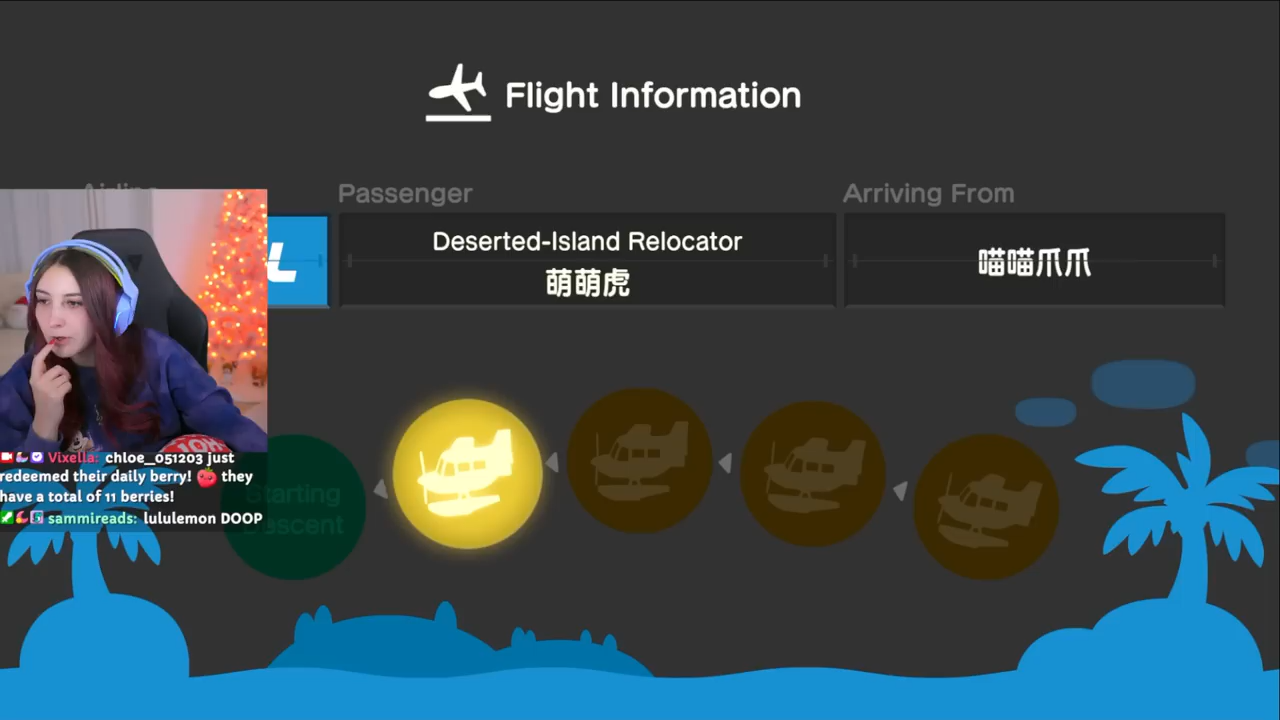 Flight Information
Passenger
Arriving From
Deserted-Island Relocator
萌萌虎
喵喵爪爪
Vixella: chloe_051203 just
redeemed their daily berry! they
have a total of 11 berries!
sammireads: lululemon DOOP
Starting